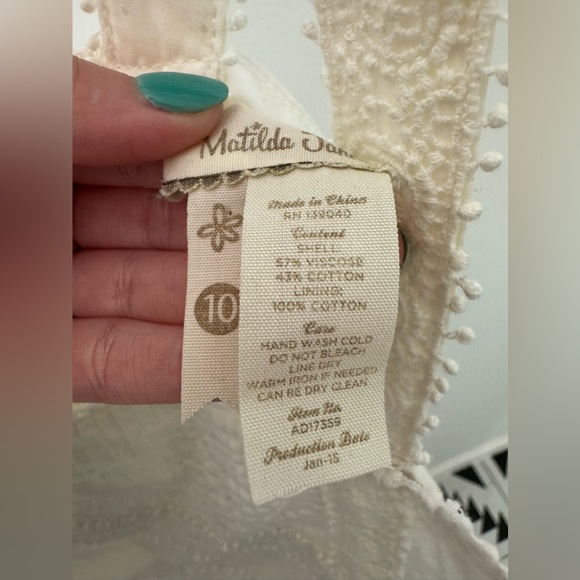 Matilda Jan
10
Made in China
RN 139040
Content
SHELL:
57% VISCOSE
43% COTTON
LINING:
100% COTTON
Care
HAND WASH COLD
DO NOT BLEACH
LINE DRY
WARM IRON IF NEEDED
CAN BE DRY CLEAN
Item No.
AD17359
Production Date
Jan-15